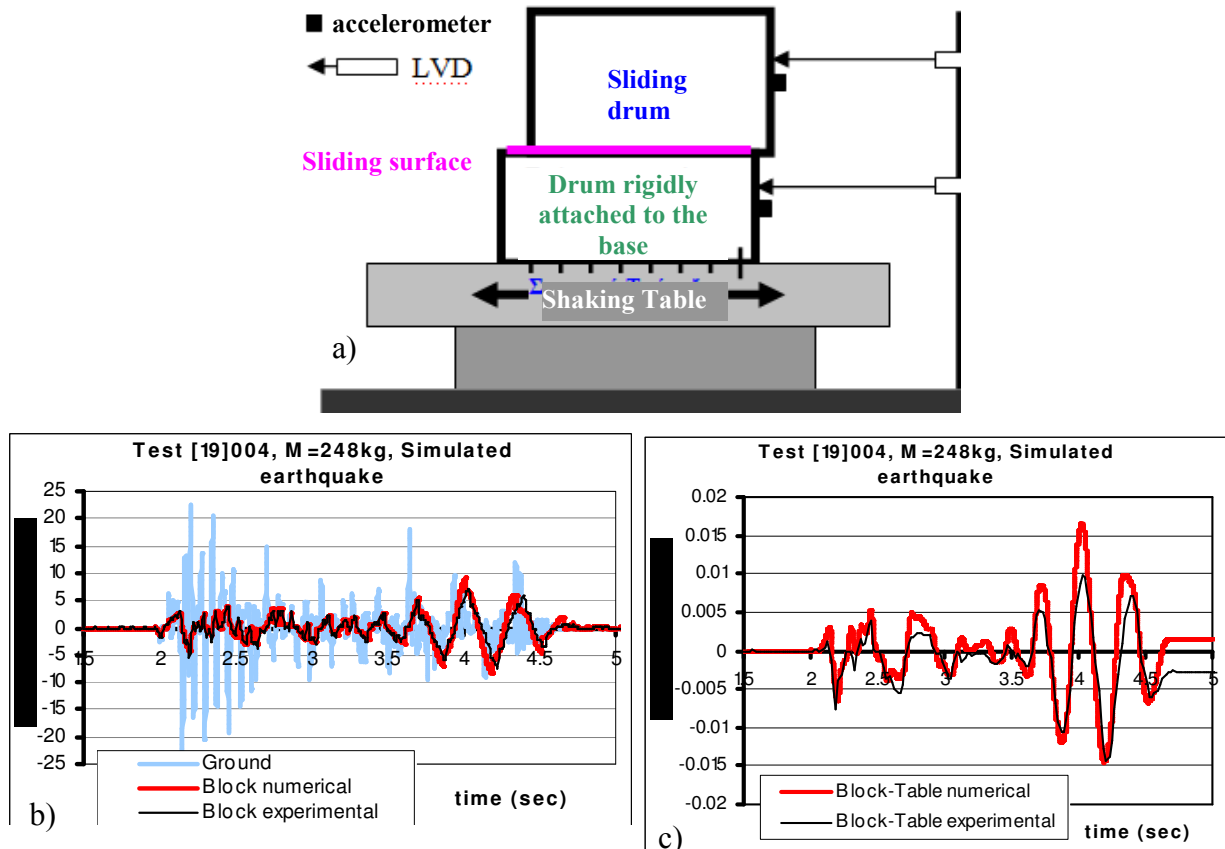 accelerometer
LVD
Sliding
drum
Sliding surface
Drum rigidly
attached to the
base
Shaking Table
a)
Test [19]004, M=248kg, Simulated
earthquake
25
20
15
10
5
0
-5
-10
-15
-20
-25
1.5 2 2.5 3 3.5 4 4.5 5
Ground
Block numerical
Block experimental
time (sec)
b)
Test [19]004, M=248kg, Simulated
earthquake
0.02
0.015
0.01
0.005
0
-0.005
-0.01
-0.015
-0.02
1.5 2 2.5 3 3.5 4 4.5 5
Block-Table numerical
Block-Table experimental
time (sec)
c)